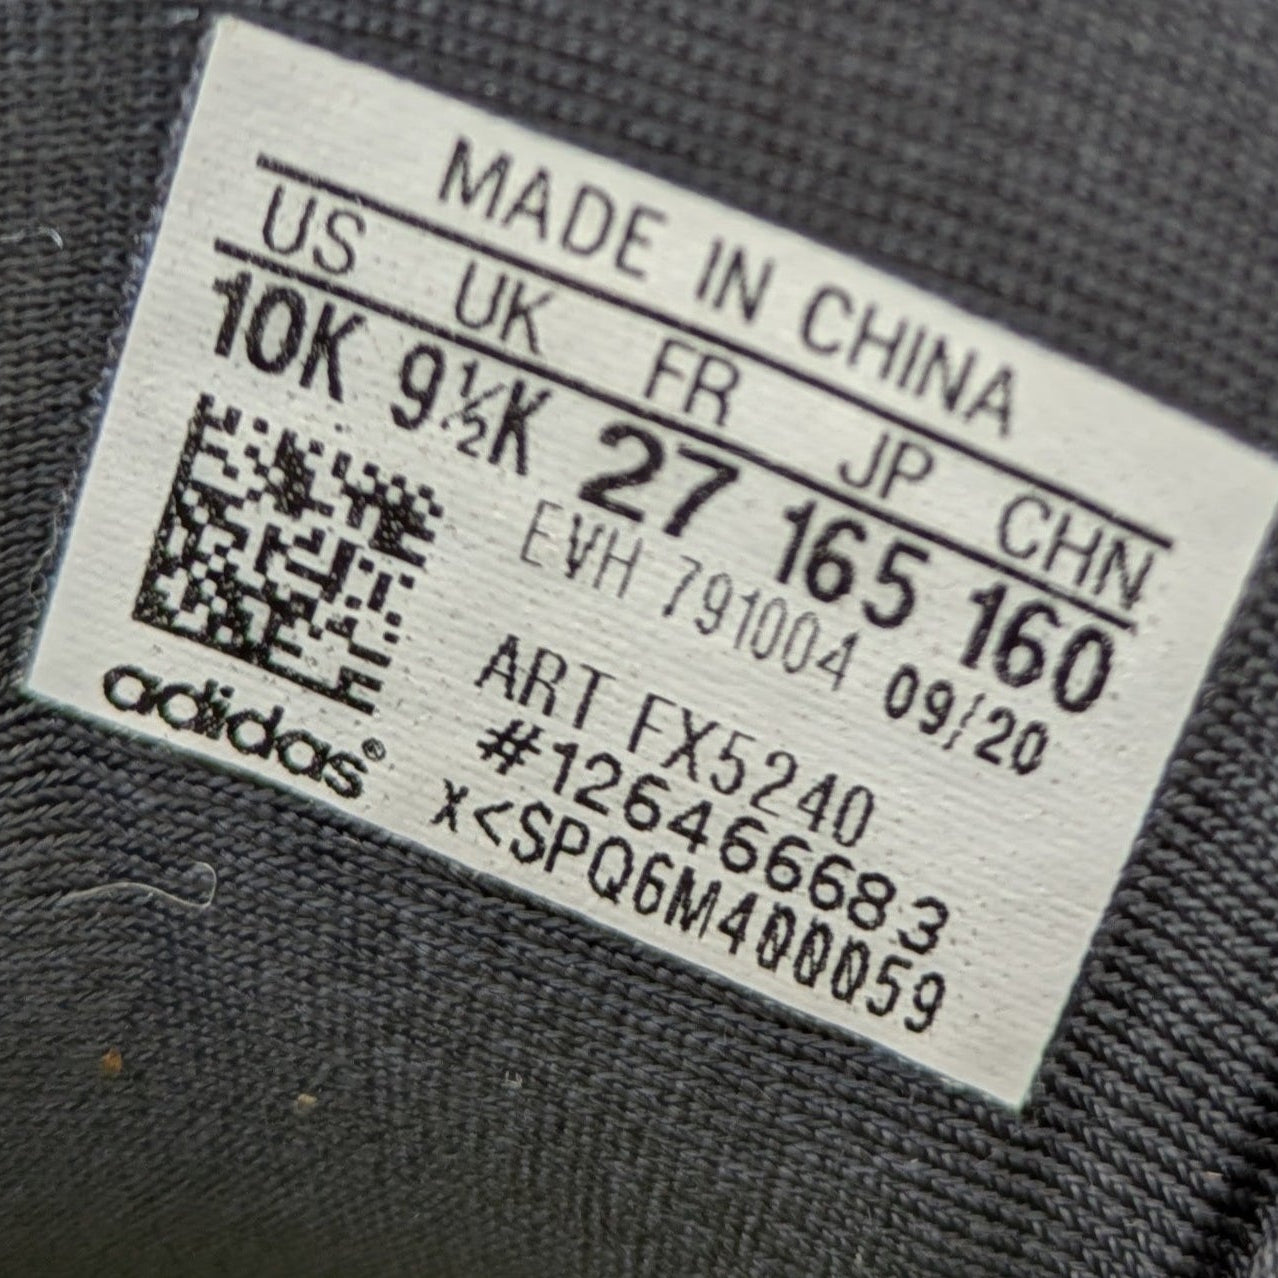 MADE IN CHINA
US UK FR JP CHN
10K 9½K 27 165 160
EVH 791004 09/20
ART FX5240
#126466683
x<SPQ6M400059
adidas®